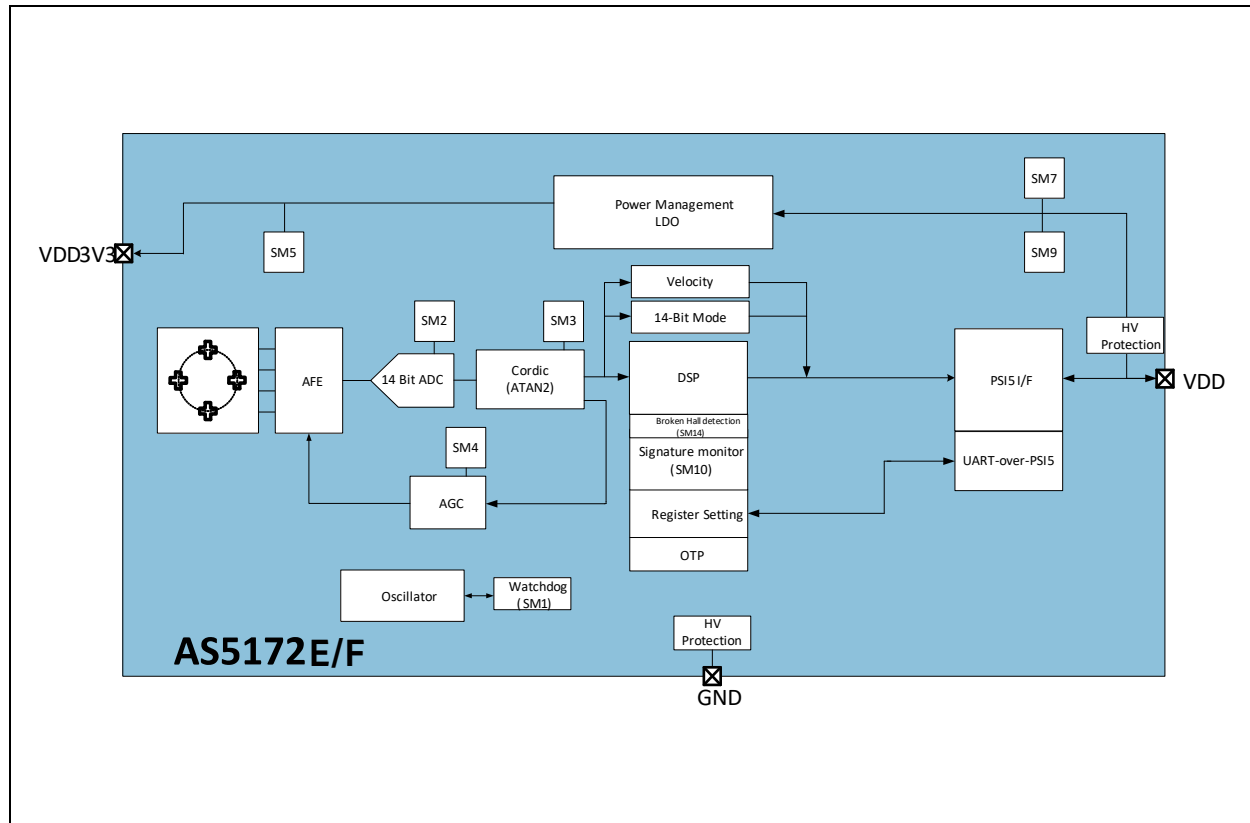 SM7
Power Management
LDO
VDD3V3
SM5
SM9
Velocity
SM2
SM3
14-Bit Mode
HV
Protection
AFE
14 Bit ADC
Cordic
(ATAN2)
DSP
PSI5 I/F
VDD
Broken Hall detection
(SM14)
SM4
Signature monitor
(SM10)
UART-over-PSI5
AGC
Register Setting
OTP
Oscillator
Watchdog
(SM1)
HV
Protection
AS5172E/F
GND